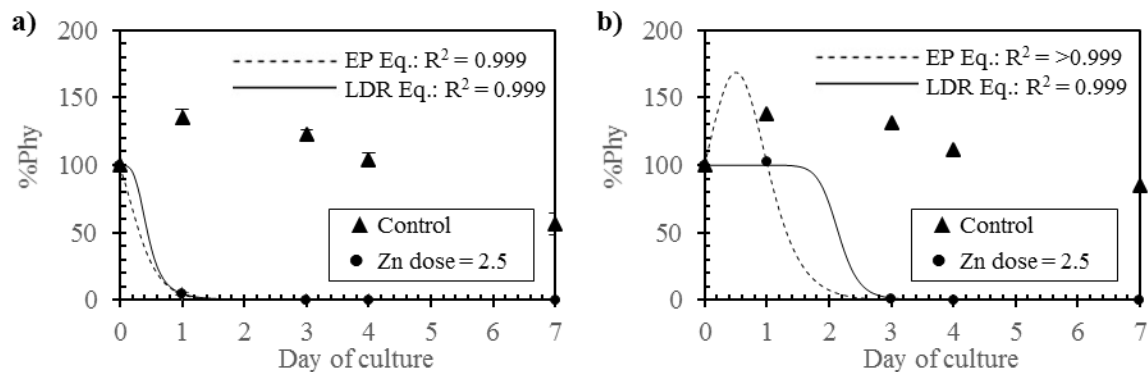 a)
200
150
100
50
0
%Phy
EP Eq.: R² = 0.999
LDR Eq.: R² = 0.999
Control
Zn dose = 2.5
0 1 2 3 4 5 6 7
Day of culture
b)
200
150
100
50
0
%Phy
EP Eq.: R² = >0.999
LDR Eq.: R² = 0.999
Control
Zn dose = 2.5
0 1 2 3 4 5 6 7
Day of culture